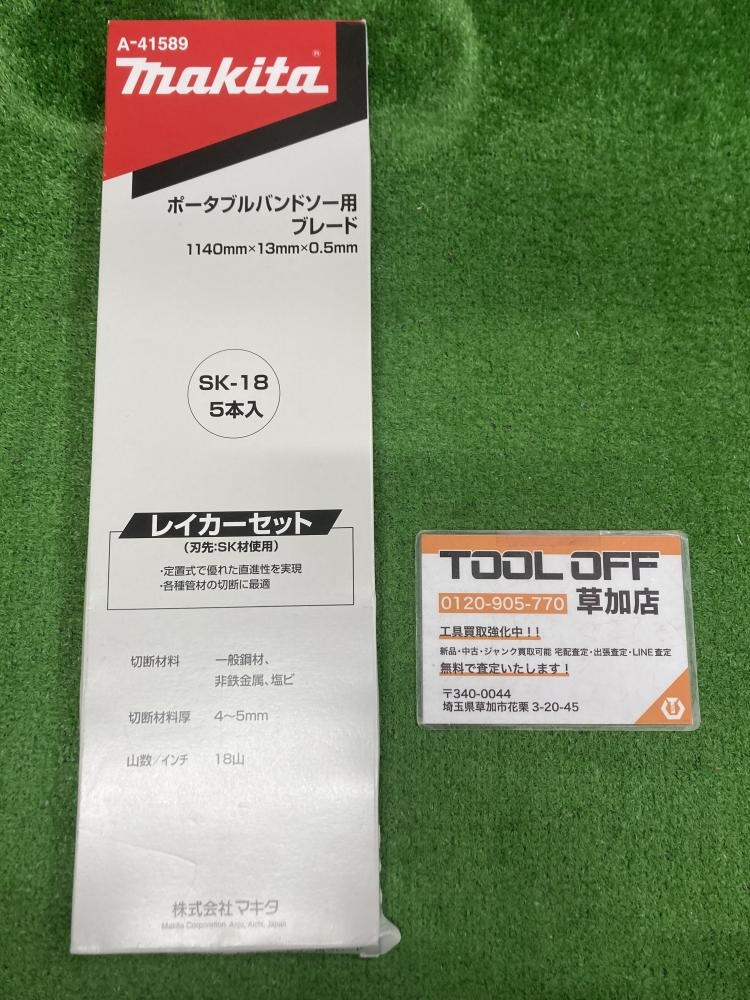 A-41589
makita®
ポータブルバンドソー用
ブレード
1140mm×13mm×0.5mm
SK-18
5本入
レイカーセット
(刃先:SK材使用)
・定置式で優れた直進性を実現
・各種管材の切断に最適
切断材料 一般鋼材、
非鉄金属、塩ビ
切断材料厚 4〜5mm
山数/インチ 18山
株式会社マキタ
Makita Corporation Anjo, Aichi, Japan
TOOL OFF
0120-905-770 草加店
工具買取強化中!!
新品・中古・ジャンク買取可能 宅配査定・出張査定・LINE査定
無料で査定いたします!
〒340-0044
埼玉県草加市花栗 3-20-45